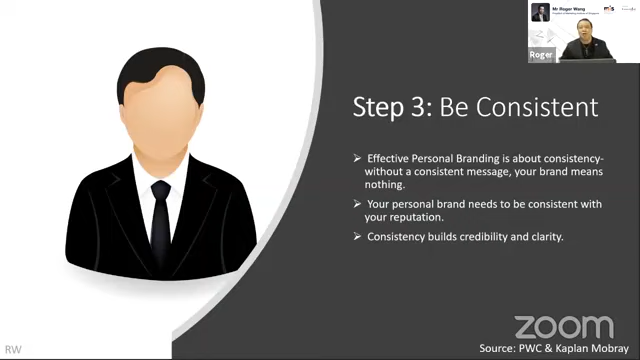 Mr Roger Wang
Roger
Step 3: Be Consistent
➢ Effective Personal Branding is about consistency-
without a consistent message, your brand means
nothing.
➢ Your personal brand needs to be consistent with
your reputation.
➢ Consistency builds credibility and clarity.
zoom
RW
Source: PWC & Kaplan Mobray